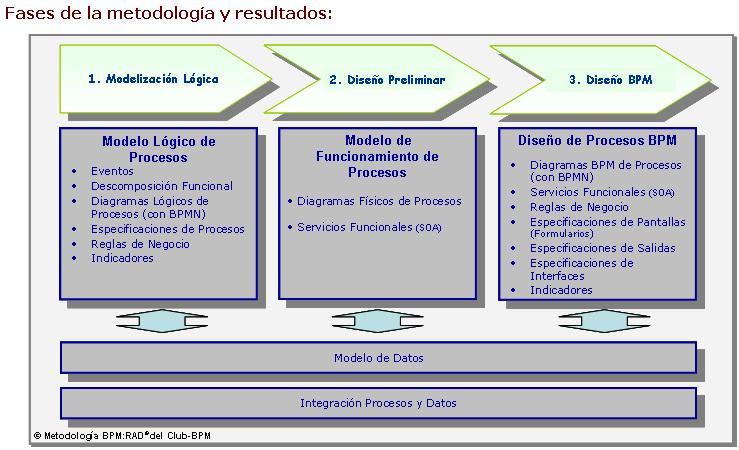 Fases de la metodología y resultados:
1. Modelización Lógica
2. Diseño Preliminar
3. Diseño BPM
Modelo Lógico de
Procesos
• Eventos
• Descomposición Funcional
• Diagramas Lógicos de
Procesos (con BPMN)
• Especificaciones de Procesos
• Reglas de Negocio
• Indicadores
Modelo de
Funcionamiento de
Procesos
• Diagramas Físicos de Procesos
• Servicios Funcionales (SOA)
Diseño de Procesos BPM
• Diagramas BPM de Procesos
(con BPMN)
• Servicios Funcionales (SOA)
• Reglas de Negocio
• Especificaciones de Pantallas
(Formularios)
• Especificaciones de Salidas
• Especificaciones de
Interfaces
• Indicadores
Modelo de Datos
Integración Procesos y Datos
© Metodología BPM:RAD®del Club-BPM